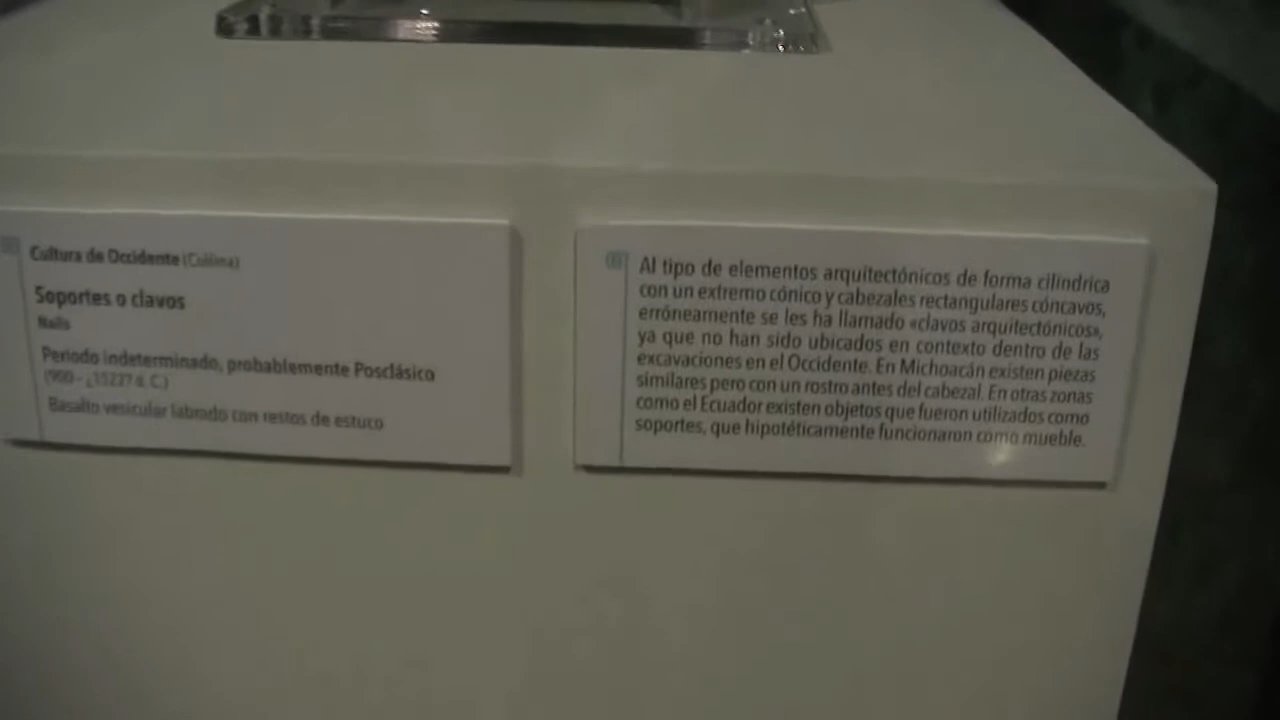 Cultura de Occidente (Colima)
Soportes o clavos
Nails
Periodo indeterminado, probablemente Posclásico
(900 - ¿1522? d. C.)
Basalto vesicular labrado con restos de estuco
Al tipo de elementos arquitectónicos de forma cilíndrica
con un extremo cónico y cabezales rectangulares cóncavos,
erróneamente se les ha llamado «clavos arquitectónicos»,
ya que no han sido ubicados en contexto dentro de las
excavaciones en el Occidente. En Michoacán existen piezas
similares pero con un rostro antes del cabezal. En otras zonas
como el Ecuador existen objetos que fueron utilizados como
soportes, que hipotéticamente funcionaron como mueble.